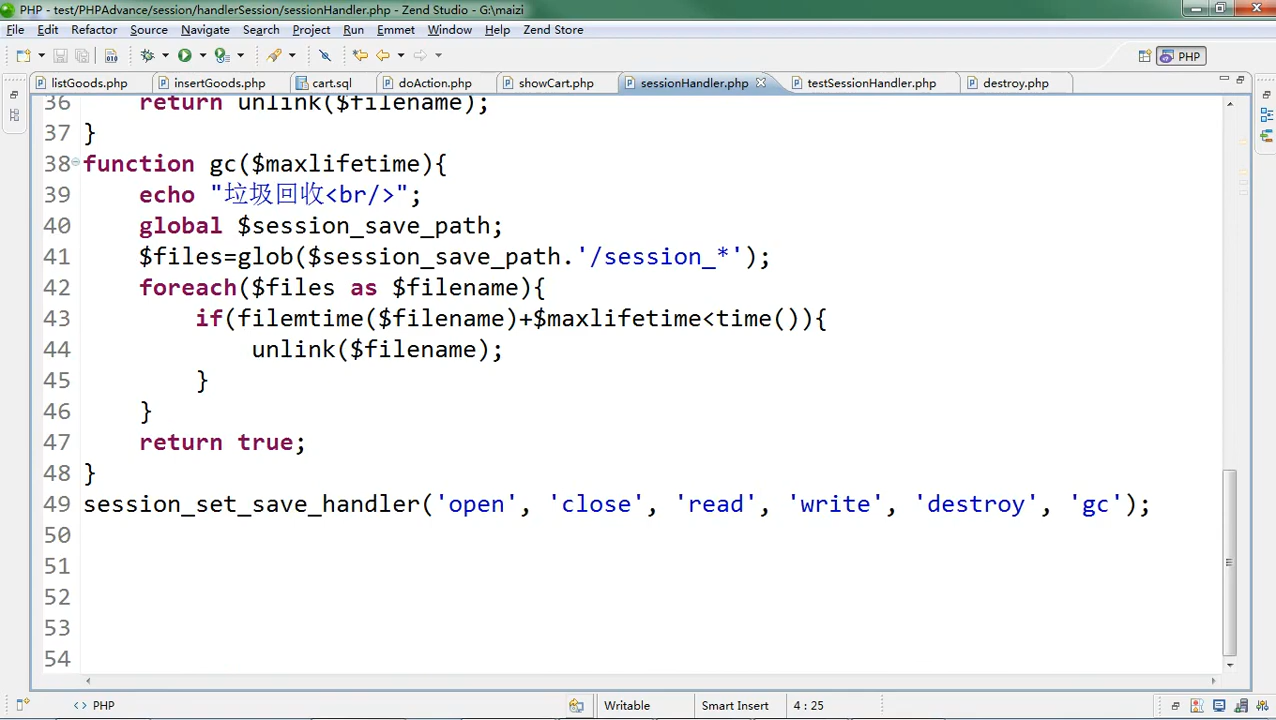 PHP - test/PHPAdvance/session/handlerSession/sessionHandler.php - Zend Studio - G:\maizi
File Edit Refactor Source Navigate Search Project Run Emmet Window Help Zend Store
PHP
listGoods.php insertGoods.php cart.sql doAction.php showCart.php sessionHandler.php testSessionHandler.php destroy.php
36 return unlink($filename);
37 }
38 function gc($maxlifetime){
39 echo "垃圾回收<br/>";
40 global $session_save_path;
41 $files=glob($session_save_path.'/session_*');
42 foreach($files as $filename){
43 if(filemtime($filename)+$maxlifetime<time()){
44 unlink($filename);
45 }
46 }
47 return true;
48 }
49 session_set_save_handler('open', 'close', 'read', 'write', 'destroy', 'gc');
50
51
52
53
54
<> PHP Writable Smart Insert 4 : 25